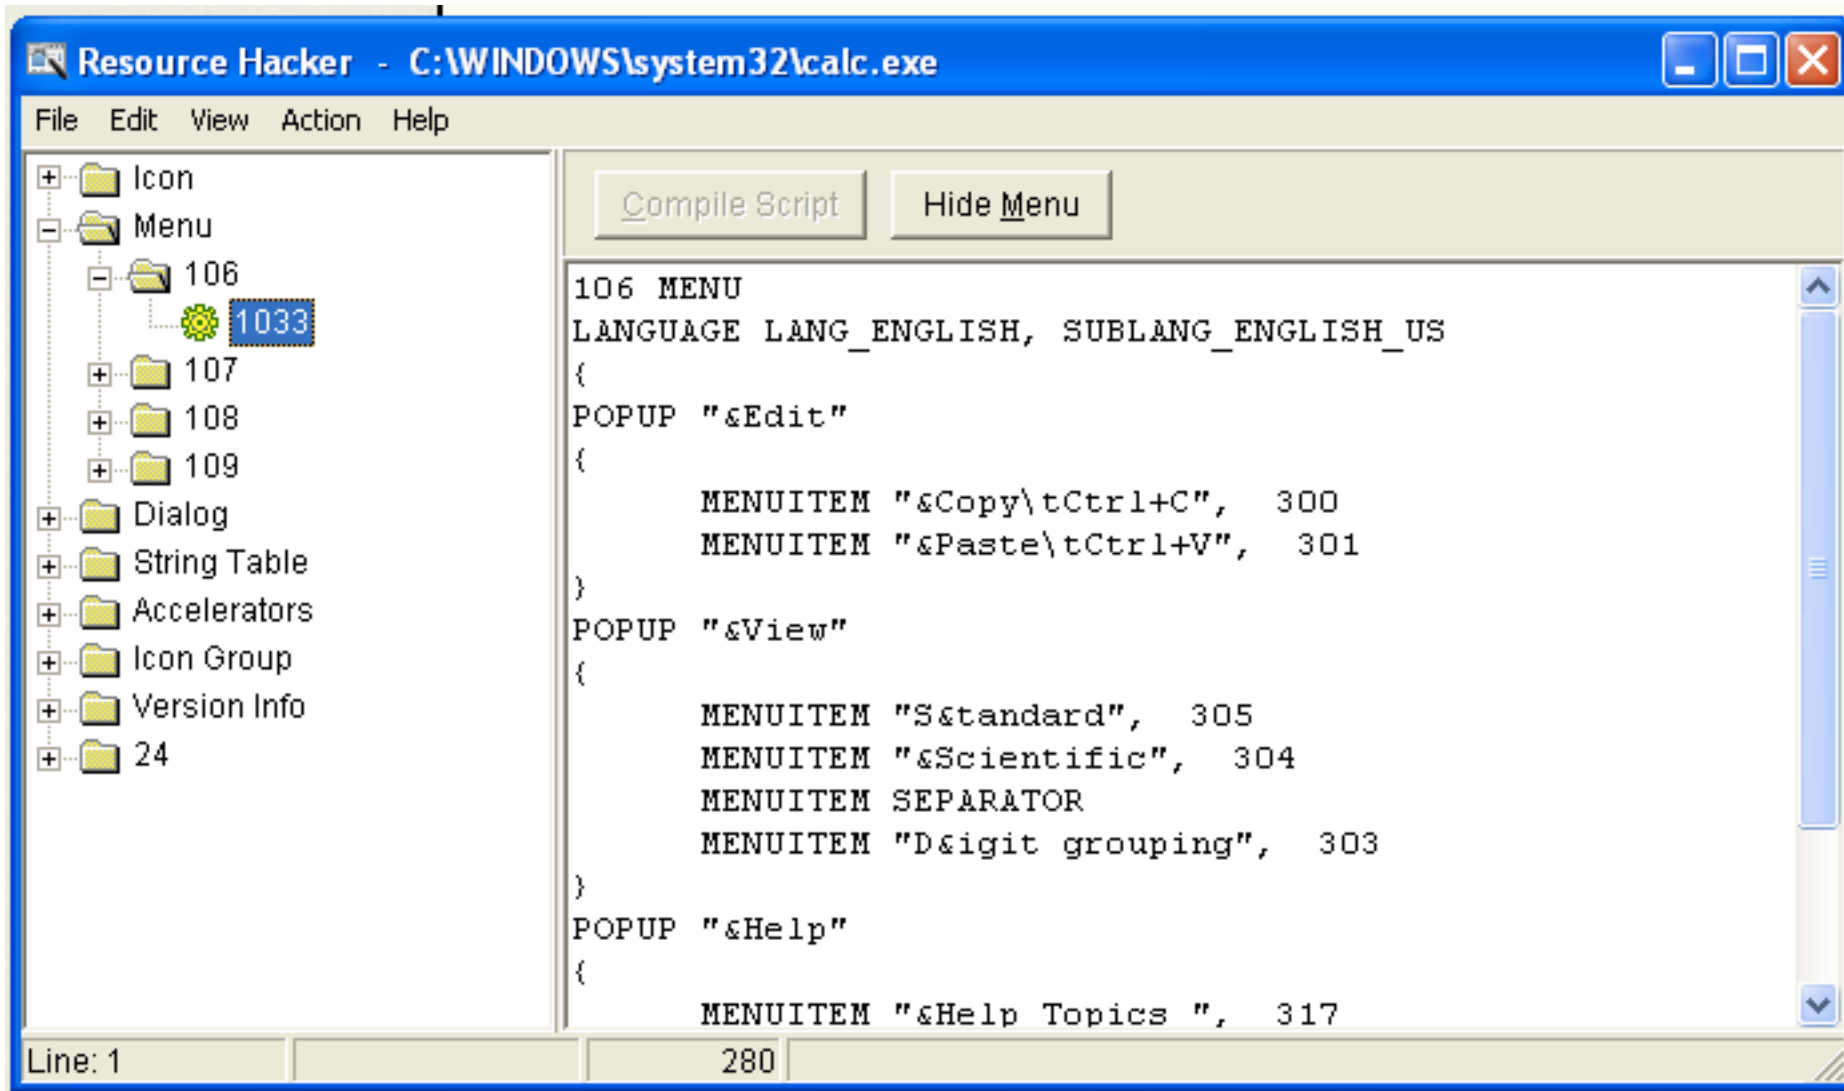 Resource Hacker - C:\WINDOWS\system32\calc.exe
File Edit View Action Help
Icon
Menu
106
1033
107
108
109
Dialog
String Table
Accelerators
Icon Group
Version Info
24
Compile Script Hide Menu
106 MENU
LANGUAGE LANG_ENGLISH, SUBLANG_ENGLISH_US
{
POPUP "&Edit"
{
MENUITEM "&Copy\tCtrl+C", 300
MENUITEM "&Paste\tCtrl+V", 301
}
POPUP "&View"
{
MENUITEM "S&tandard", 305
MENUITEM "&Scientific", 304
MENUITEM SEPARATOR
MENUITEM "D&igit grouping", 303
}
POPUP "&Help"
{
MENUITEM "&Help Topics ", 317
Line: 1 280